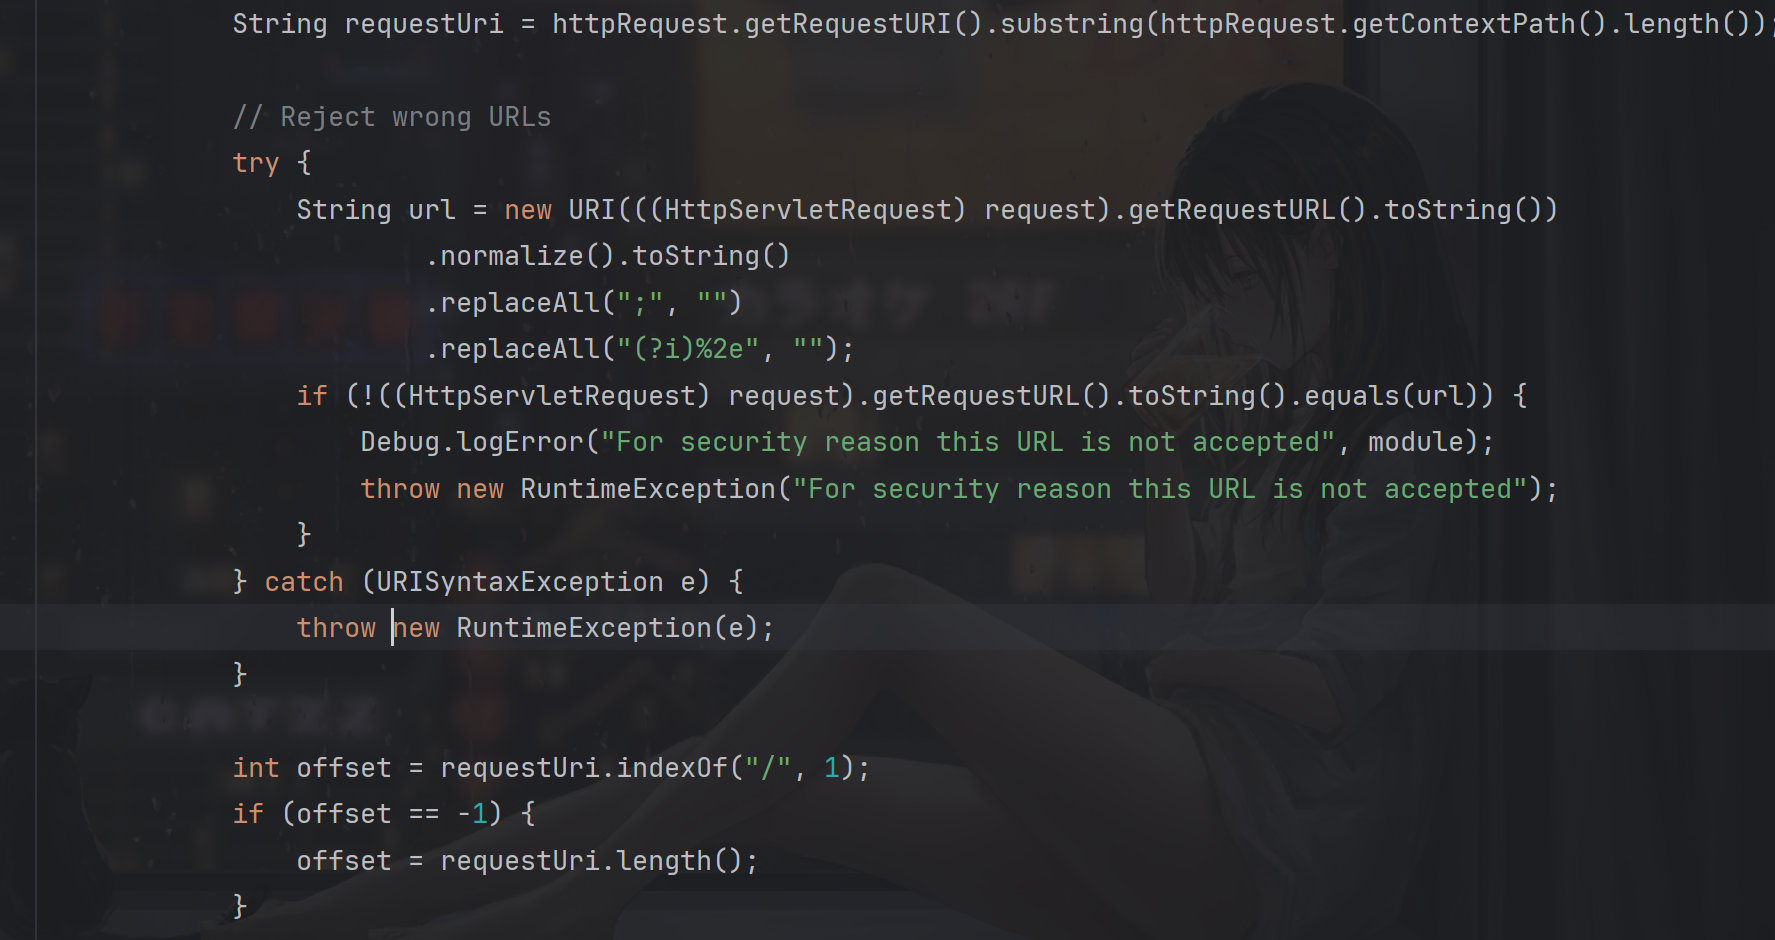 String requestUri = httpRequest.getRequestURI().substring(httpRequest.getContextPath().length());
// Reject wrong URLs
try {
String url = new URI(((HttpServletRequest) request).getRequestURL().toString())
.normalize().toString()
.replaceAll(";", "")
.replaceAll("(?i)%2e", "");
if (!((HttpServletRequest) request).getRequestURL().toString().equals(url)) {
Debug.logError("For security reason this URL is not accepted", module);
throw new RuntimeException("For security reason this URL is not accepted");
}
} catch (URISyntaxException e) {
throw new RuntimeException(e);
}
int offset = requestUri.indexOf("/", 1);
if (offset == -1) {
offset = requestUri.length();
}